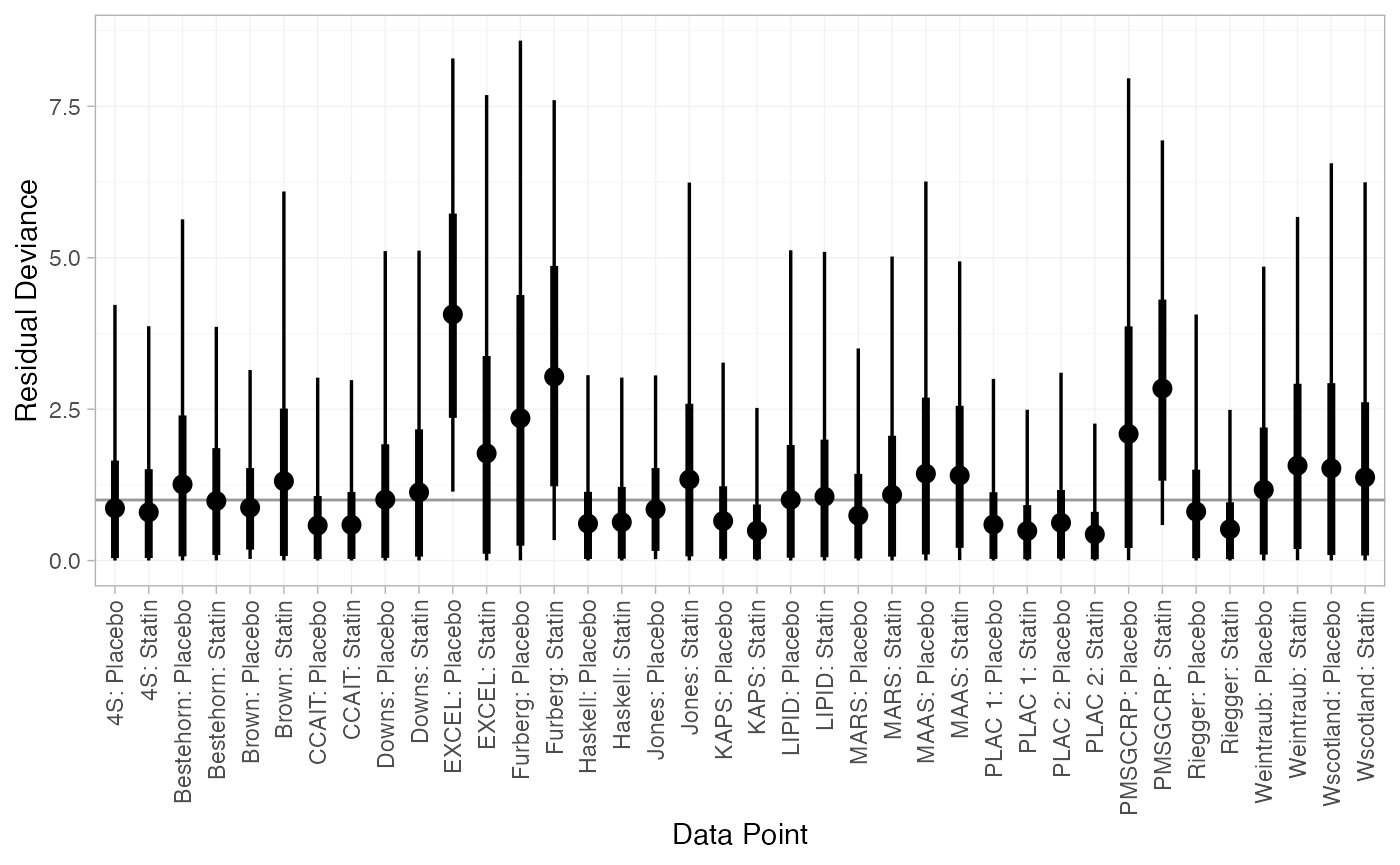 Residual Deviance
7.5
5.0
2.5
0.0
4S: Placebo
4S: Statin
Bestehorn: Placebo
Bestehorn: Statin
Brown: Placebo
Brown: Statin
CCAIT: Placebo
CCAIT: Statin
Downs: Placebo
Downs: Statin
EXCEL: Placebo
EXCEL: Statin
Furberg: Placebo
Furberg: Statin
Haskell: Placebo
Haskell: Statin
Jones: Placebo
Jones: Statin
KAPS: Placebo
KAPS: Statin
LIPID: Placebo
LIPID: Statin
MARS: Placebo
MARS: Statin
MAAS: Placebo
MAAS: Statin
PLAC 1: Placebo
PLAC 1: Statin
PLAC 2: Placebo
PLAC 2: Statin
PMSGCRP: Placebo
PMSGCRP: Statin
Riegger: Placebo
Riegger: Statin
Weintraub: Placebo
Weintraub: Statin
Wscotland: Placebo
Wscotland: Statin
Data Point